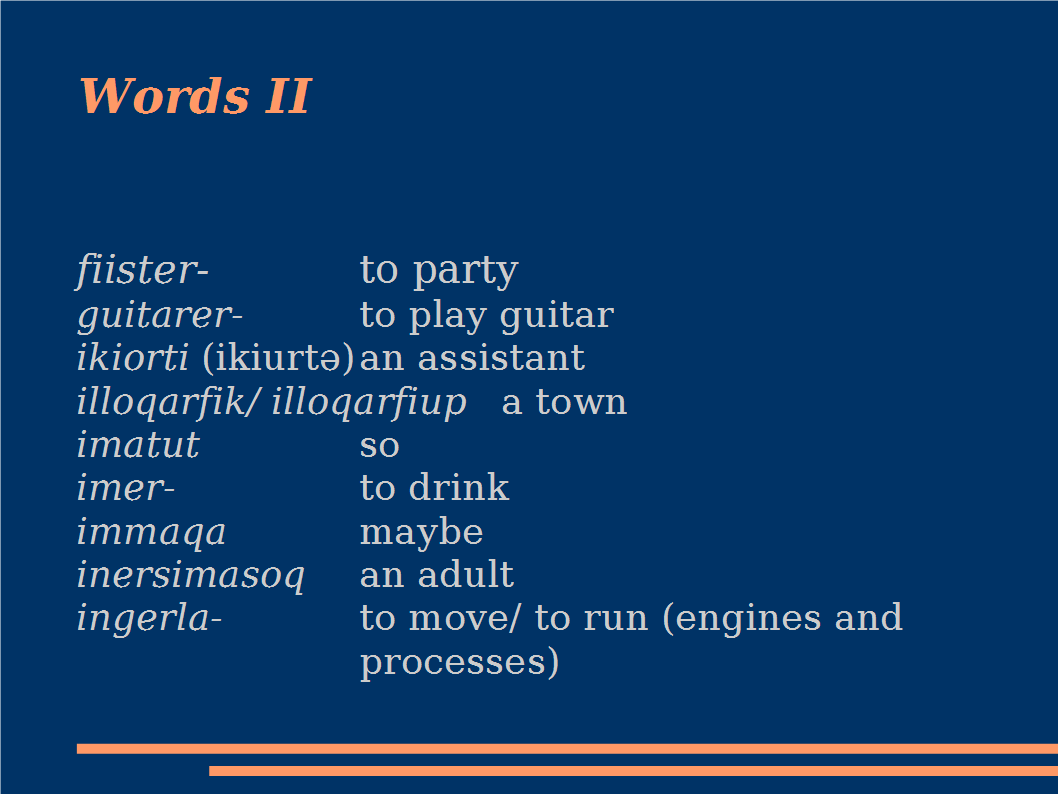 Words II
fiister- to party
guitarer- to play guitar
ikiorti (ikiurtə) an assistant
illoqarfik/ illoqarfiup a town
imatut so
imer- to drink
immaqa maybe
inersimasoq an adult
ingerla- to move/ to run (engines and
processes)